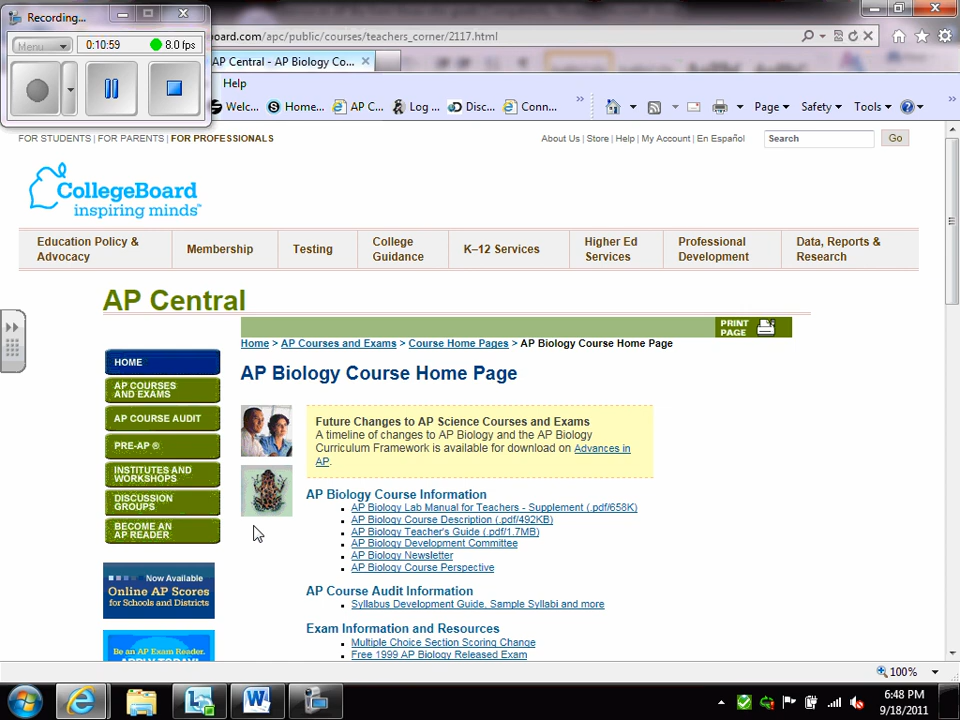 Recording...
Menu
0:10:59
8.0 fps
board.com/apc/public/courses/teachers_corner/2117.html
AP Central - AP Biology Co...
Help
Welc...
Home...
AP C...
Log ...
Disc...
Conn...
Page
Safety
Tools
FOR STUDENTS | FOR PARENTS | FOR PROFESSIONALS
About Us | Store | Help | My Account | En Español
Search
Go
CollegeBoard
inspiring minds™
Education Policy & Advocacy
Membership
Testing
College Guidance
K–12 Services
Higher Ed Services
Professional Development
Data, Reports & Research
AP Central
PRINT PAGE
Home > AP Courses and Exams > Course Home Pages > AP Biology Course Home Page
HOME
AP COURSES AND EXAMS
AP COURSE AUDIT
PRE-AP ®
INSTITUTES AND WORKSHOPS
DISCUSSION GROUPS
BECOME AN AP READER
Now Available
Online AP Scores
for Schools and Districts
Be an AP Exam Reader.
APPLY TODAY!
AP Biology Course Home Page
Future Changes to AP Science Courses and Exams
A timeline of changes to AP Biology and the AP Biology
Curriculum Framework is available for download on Advances in
AP.
AP Biology Course Information
AP Biology Lab Manual for Teachers - Supplement (.pdf/658K)
AP Biology Course Description (.pdf/492KB)
AP Biology Teacher's Guide (.pdf/1.7MB)
AP Biology Development Committee
AP Biology Newsletter
AP Biology Course Perspective
AP Course Audit Information
Syllabus Development Guide, Sample Syllabi and more
Exam Information and Resources
Multiple Choice Section Scoring Change
Free 1999 AP Biology Released Exam
100%
6:48 PM
9/18/2011